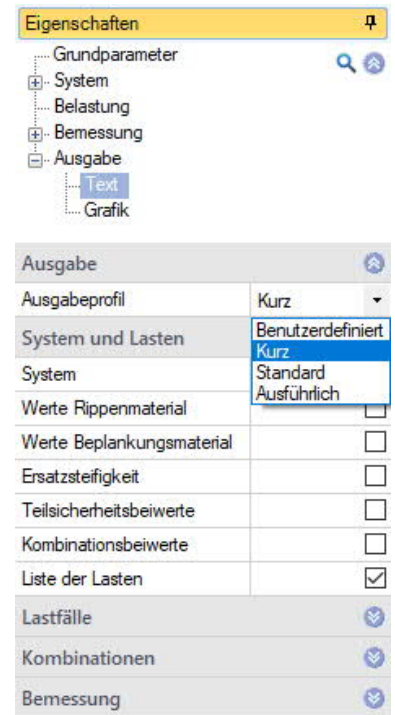 Eigenschaften
Grundparameter
System
Belastung
Bemessung
Ausgabe
Text
Grafik
Ausgabe
Ausgabeprofil Kurz
Benutzerdefiniert
System und Lasten
Kurz
System Standard
Ausführlich
Werte Rippenmaterial
Werte Beplankungsmaterial
Ersatzsteifigkeit
Teilsicherheitsbeiwerte
Kombinationsbeiwerte
Liste der Lasten
Lastfälle
Kombinationen
Bemessung